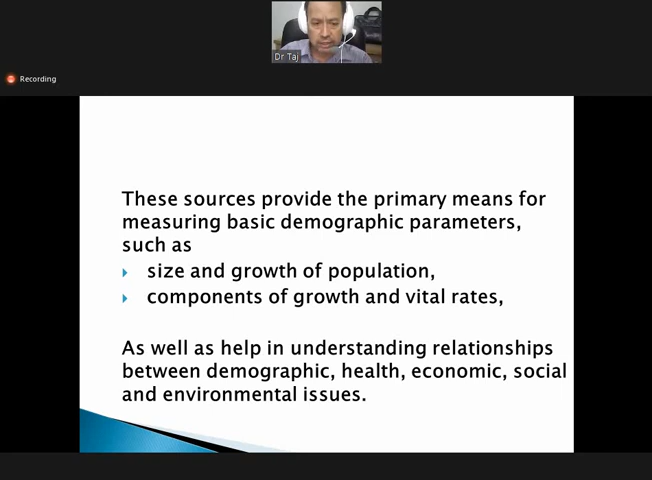 Dr Taj
Recording
These sources provide the primary means for
measuring basic demographic parameters,
such as
size and growth of population,
components of growth and vital rates,
As well as help in understanding relationships
between demographic, health, economic, social
and environmental issues.